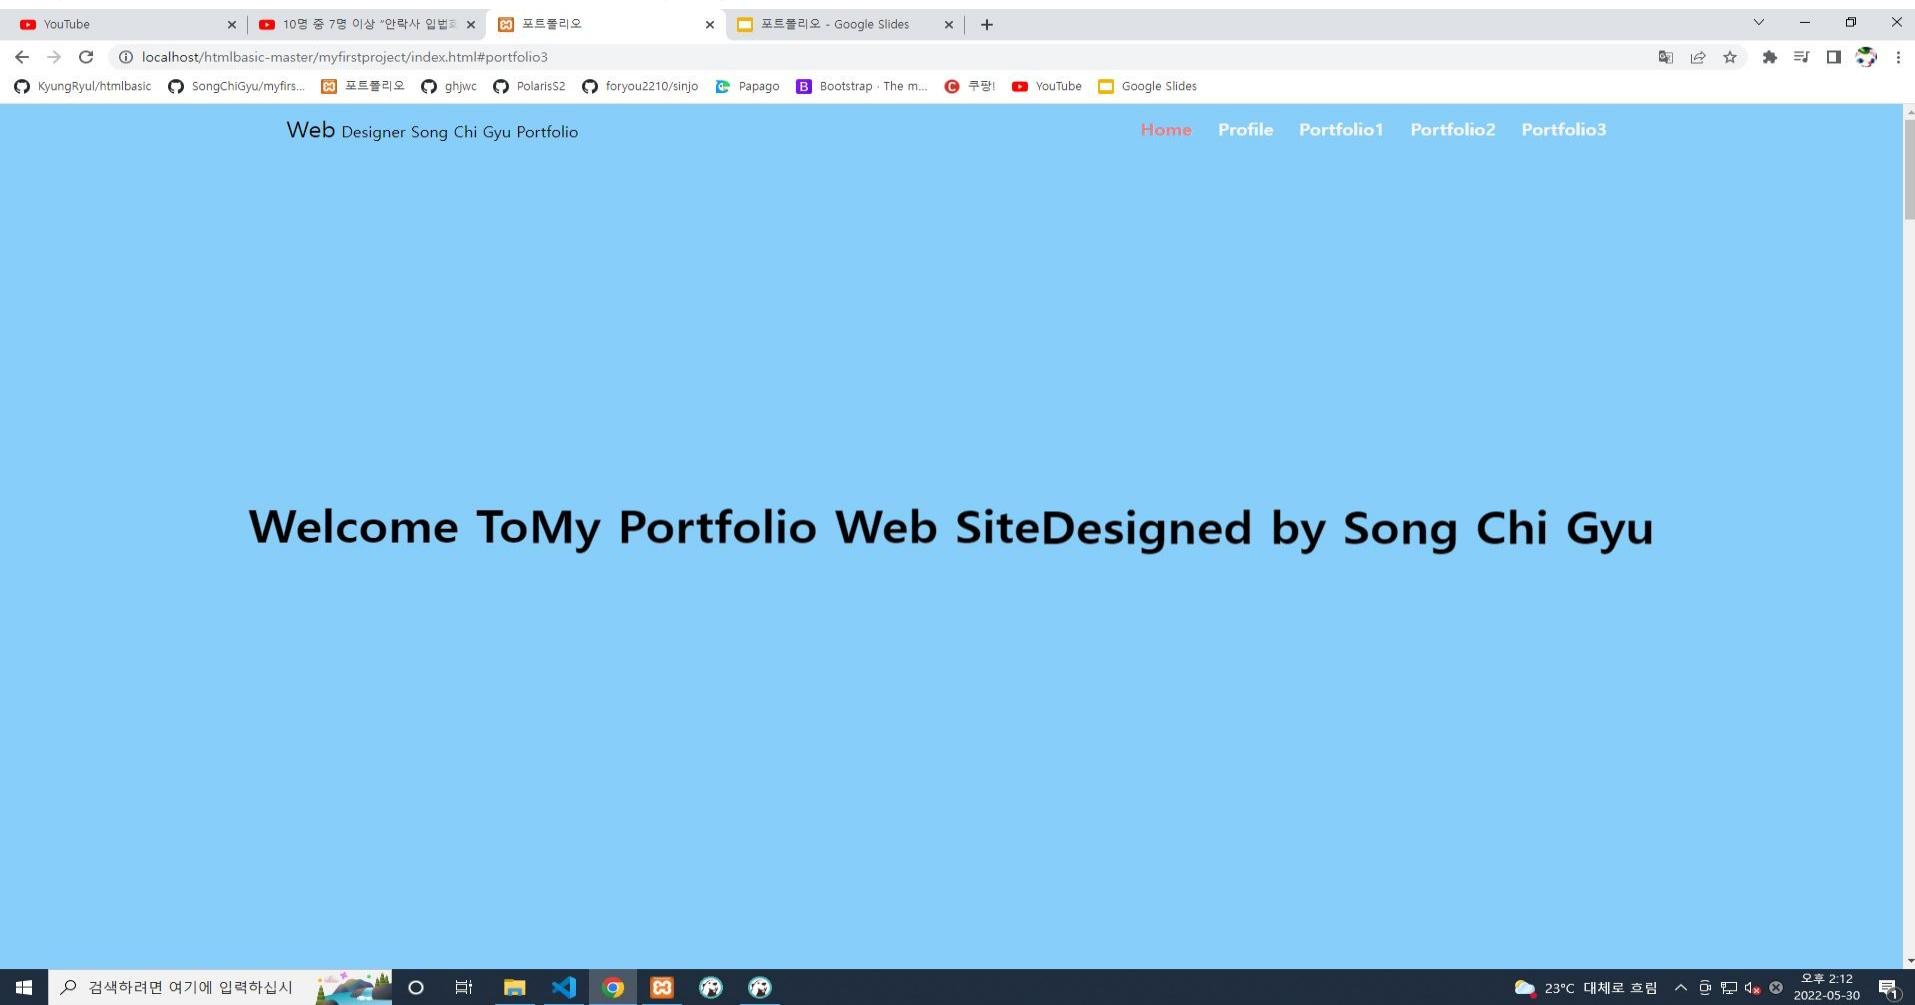 YouTube
10명 중 7명 이상 "안락사 입법화
포트폴리오
포트폴리오 - Google Slides
localhost/htmlbasic-master/myfirstproject/index.html#portfolio3
KyungRyul/htmlbasic
SongChiGyu/myfirs...
포트폴리오
ghjwc
PolarisS2
foryou2210/sinjo
Papago
Bootstrap · The m...
쿠팡!
YouTube
Google Slides
Web Designer Song Chi Gyu Portfolio
Home Profile Portfolio1 Portfolio2 Portfolio3
Welcome ToMy Portfolio Web SiteDesigned by Song Chi Gyu
검색하려면 여기에 입력하십시
23°C 대체로 흐림
오후 2:12
2022-05-30
1